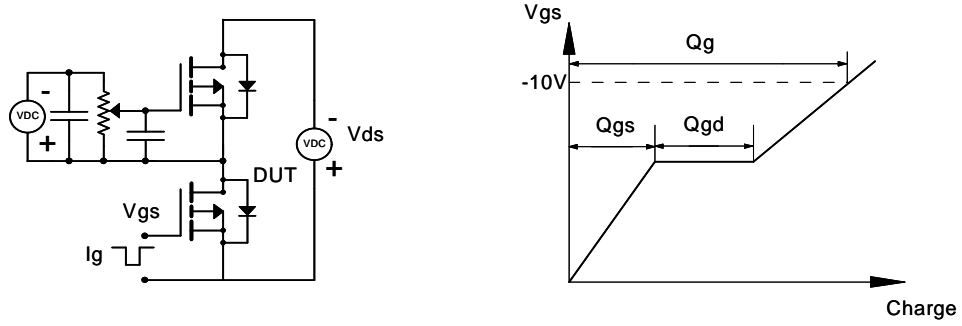 -
VDC
+
-
VDC
+
Vds
DUT
Vgs
Ig
Vgs
Qg
-10V
Qgs
Qgd
Charge